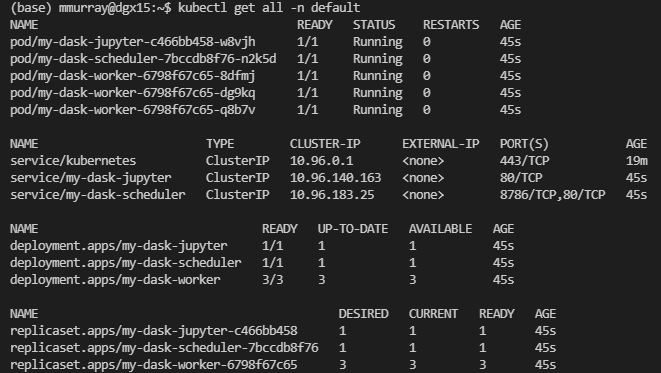 (base) mmurray@dgx15:~$ kubectl get all -n default
NAME READY STATUS RESTARTS AGE
pod/my-dask-jupyter-c466bb458-w8vjh 1/1 Running 0 45s
pod/my-dask-scheduler-7bccdb8f76-n2k5d 1/1 Running 0 45s
pod/my-dask-worker-6798f67c65-8dfmj 1/1 Running 0 45s
pod/my-dask-worker-6798f67c65-dg9kq 1/1 Running 0 45s
pod/my-dask-worker-6798f67c65-q8b7v 1/1 Running 0 45s
NAME TYPE CLUSTER-IP EXTERNAL-IP PORT(S) AGE
service/kubernetes ClusterIP 10.96.0.1 <none> 443/TCP 19m
service/my-dask-jupyter ClusterIP 10.96.140.163 <none> 80/TCP 45s
service/my-dask-scheduler ClusterIP 10.96.183.25 <none> 8786/TCP,80/TCP 45s
NAME READY UP-TO-DATE AVAILABLE AGE
deployment.apps/my-dask-jupyter 1/1 1 1 45s
deployment.apps/my-dask-scheduler 1/1 1 1 45s
deployment.apps/my-dask-worker 3/3 3 3 45s
NAME DESIRED CURRENT READY AGE
replicaset.apps/my-dask-jupyter-c466bb458 1 1 1 45s
replicaset.apps/my-dask-scheduler-7bccdb8f76 1 1 1 45s
replicaset.apps/my-dask-worker-6798f67c65 3 3 3 45s